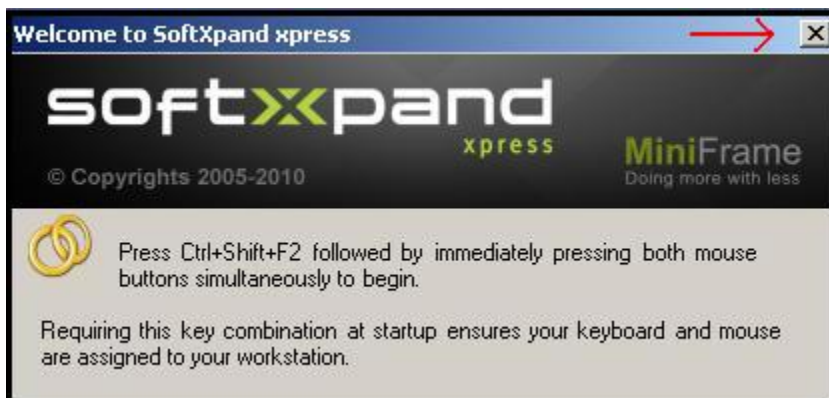 Welcome to SoftXpand xpress
softxpand
xpress
MiniFrame
Doing more with less
© Copyrights 2005-2010
Press Ctrl+Shift+F2 followed by immediately pressing both mouse
buttons simultaneously to begin.
Requiring this key combination at startup ensures your keyboard and mouse
are assigned to your workstation.